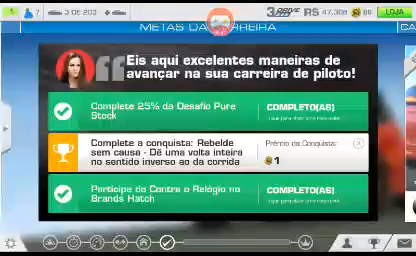 7
3 DE 203
R$ 47.308
LOJA
METAS DA CARREIRA
Eis aqui excelentes maneiras de
avançar na sua carreira de piloto!
Complete 25% da Desafio Pure
Stock
COMPLETO(AS)
Complete a conquista: Rebelde
sem causa - Dê uma volta inteira
no sentido inverso ao da corrida
Prêmio da Conquista:
1
Participe do Contra o Relógio no
Brands Hatch
COMPLETO(AS)